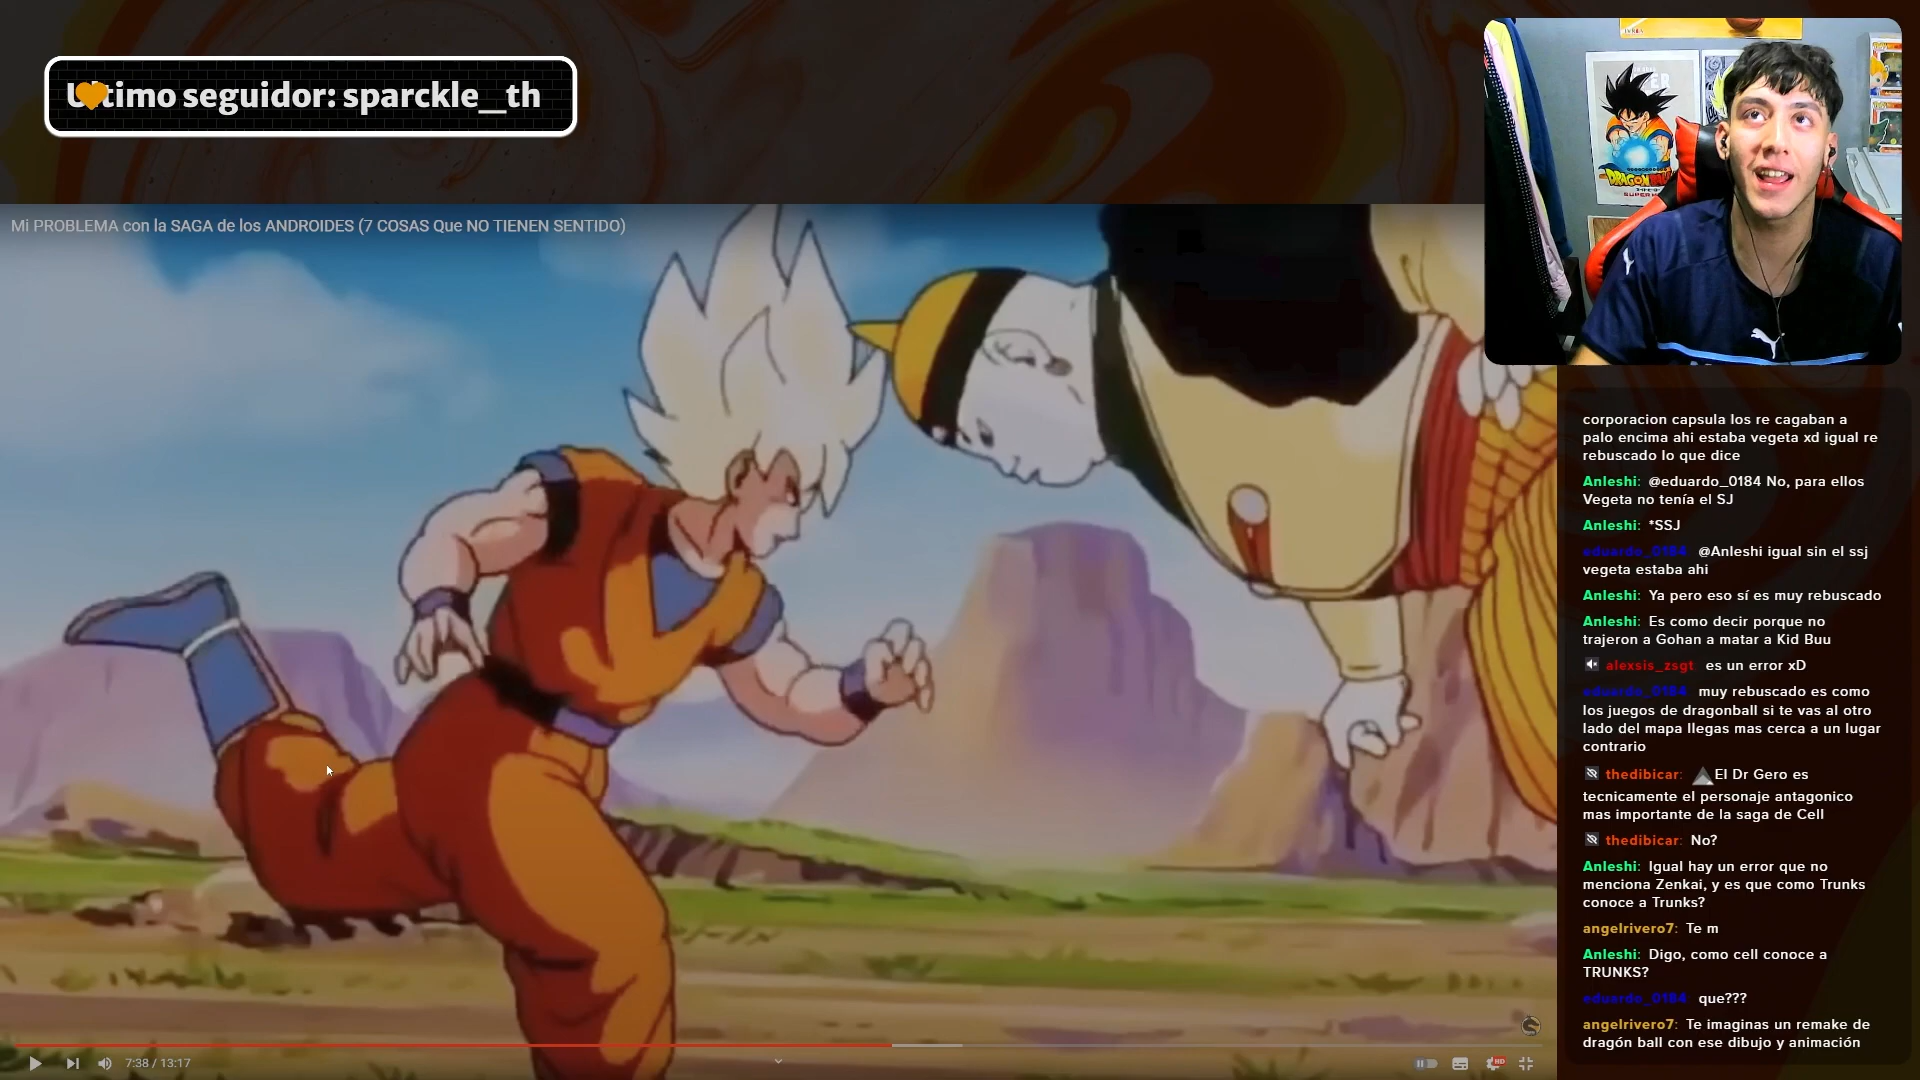 Ultimo seguidor: sparckle_th
Mi PROBLEMA con la SAGA de los ANDROIDES (7 COSAS Que NO TIENEN SENTIDO)
corporacion capsula los re cagaban a
palo encima ahi estaba vegeta xd igual re
rebuscado lo que dice
Anleshi: @eduardo_0184 No, para ellos
Vegeta no tenía el SJ
Anleshi: *SSJ
eduardo_0184: @Anleshi igual sin el ssj
vegeta estaba ahi
Anleshi: Ya pero eso sí es muy rebuscado
Anleshi: Es como decir porque no
trajeron a Gohan a matar a Kid Buu
alexsis_zsgt: es un error xD
eduardo_0184: muy rebuscado es como
los juegos de dragonball si te vas al otro
lado del mapa llegas mas cerca a un lugar
contrario
thedibicar: El Dr Gero es
tecnicamente el personaje antagonico
mas importante de la saga de Cell
thedibicar: No?
Anleshi: Igual hay un error que no
menciona Zenkai, y es que como Trunks
conoce a Trunks?
angelrivero7: Te m
Anleshi: Digo, como cell conoce a
TRUNKS?
eduardo_0184: que???
angelrivero7: Te imaginas un remake de
dragón ball con ese dibujo y animación
7:38 / 13:17
HD